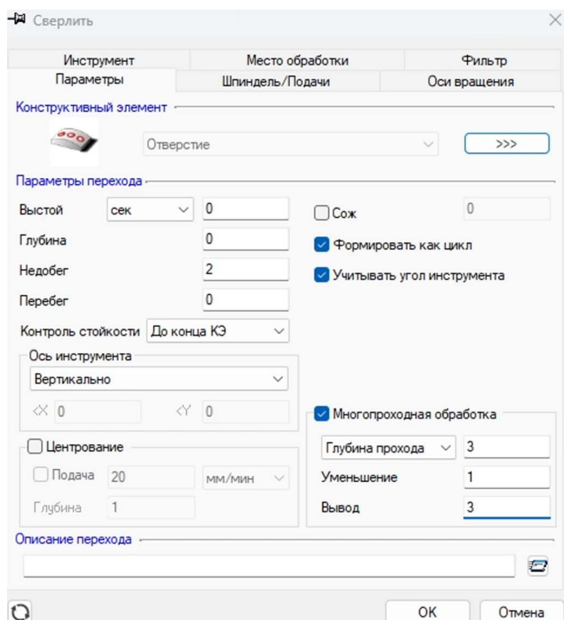 Сверлить
Инструмент Место обработки Фильтр
Параметры Шпиндель/Подачи Оси вращения
Конструктивный элемент
Отверстие >>>
Параметры перехода
Выстой сек 0 Сож 0
Глубина 0 Формировать как цикл
Недобег 2 Учитывать угол инструмента
Перебег 0
Контроль стойкости До конца КЭ
Ось инструмента
Вертикально
<X 0 <Y 0 Многопроходная обработка
Центрование Глубина прохода 3
Подача 20 мм/мин Уменьшение 1
Глубина 1 Вывод 3
Описание перехода
OK Отмена